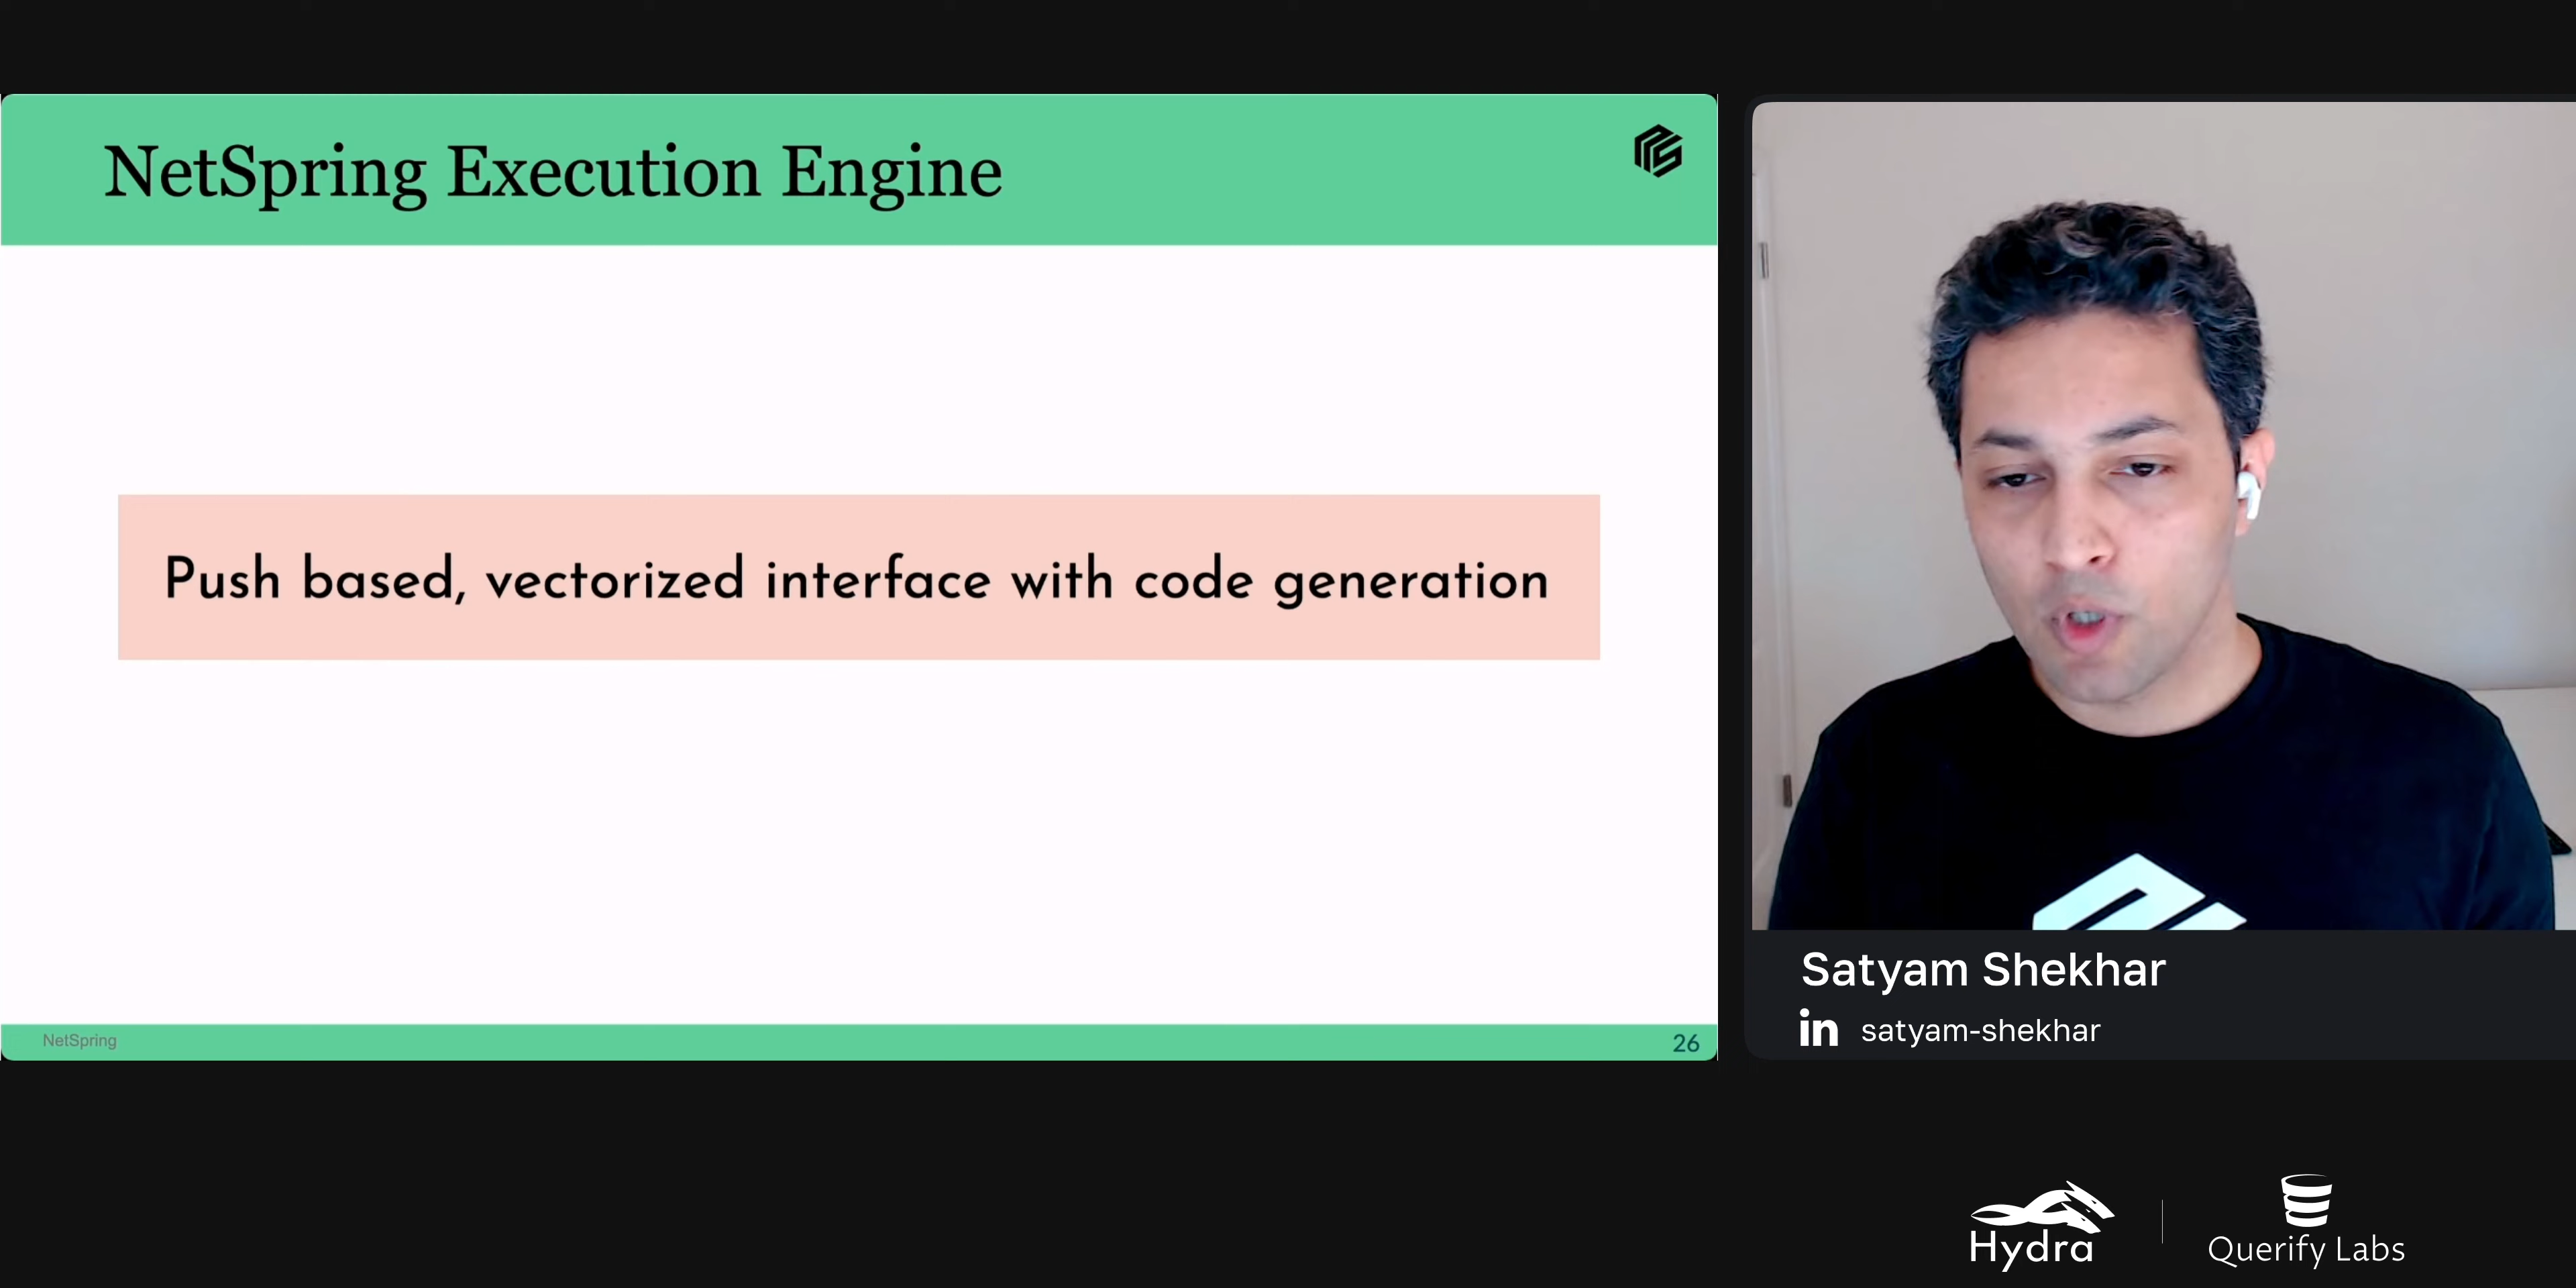 NetSpring Execution Engine
Push based, vectorized interface with code generation
NetSpring
26
Satyam Shekhar
in satyam-shekhar
Hydra
Querify Labs